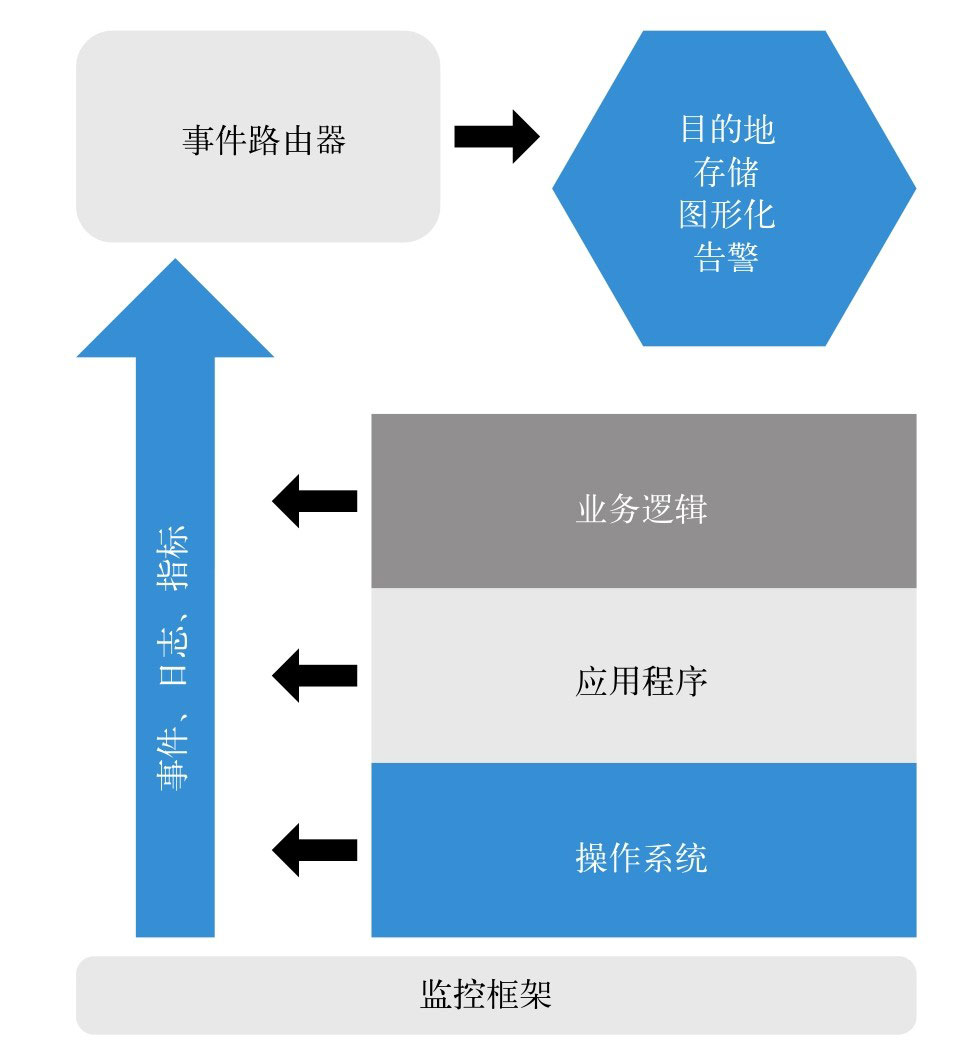 事件路由器
目的地
存储
图形化
告警
业务逻辑
事件、日志、指标
应用程序
操作系统
监控框架